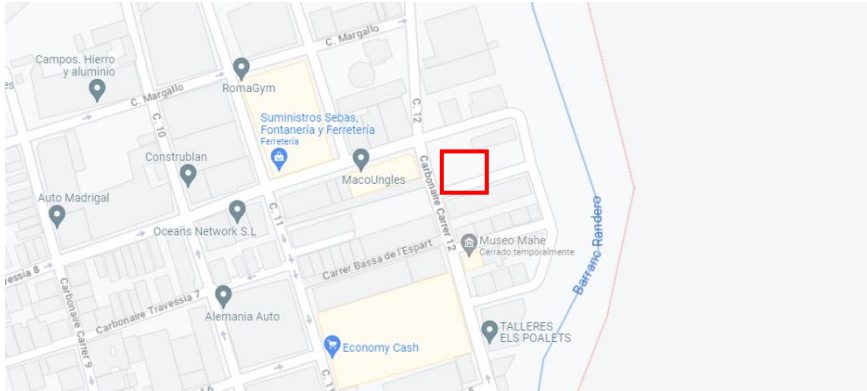 C. Margallo
Campos. Hierro
y aluminio
RomaGym
C. Margallo
C. 10
C. 12
Suministros Sebas,
Fontanería y Ferretería
Ferretería
Construblan
MacoUngles
Carbonaire Carrer 12
Auto Madrigal
Oceans Network S.L
C. 11
Museo Mahe
Cerrado temporalmente
Barranc Randero
Carrer Bassa de l'Espart
vessia 8
Carbonaire Travessia 7
Carbonaire Carrer 9
Alemania Auto
TALLERES
ELS POALETS
Economy Cash
C. 11